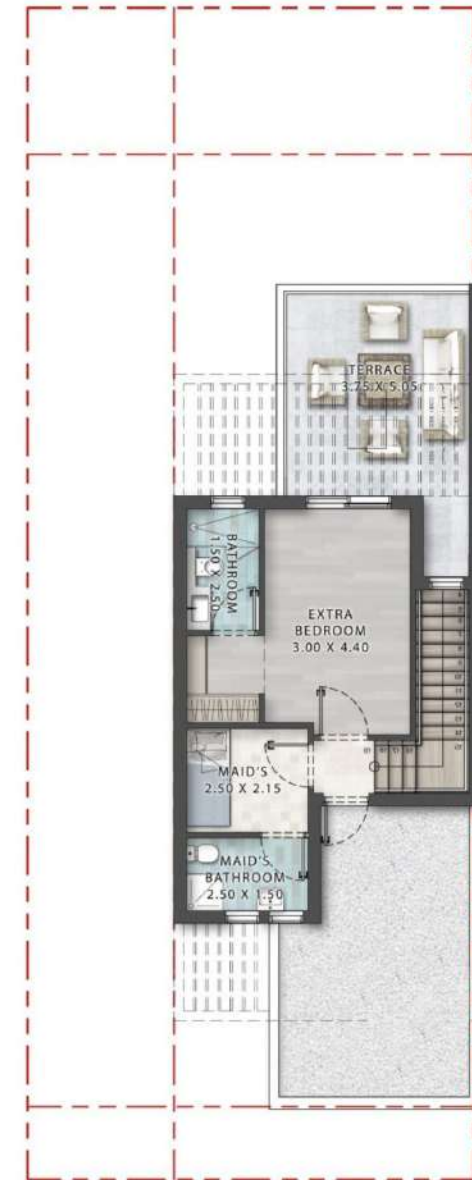 TERRACE
3.75 X 5.05
BATHROOM
1.50 X 2.50
EXTRA
BEDROOM
3.00 X 4.40
MAID'S
2.50 X 2.15
MAID'S
BATHROOM
2.50 X 1.50